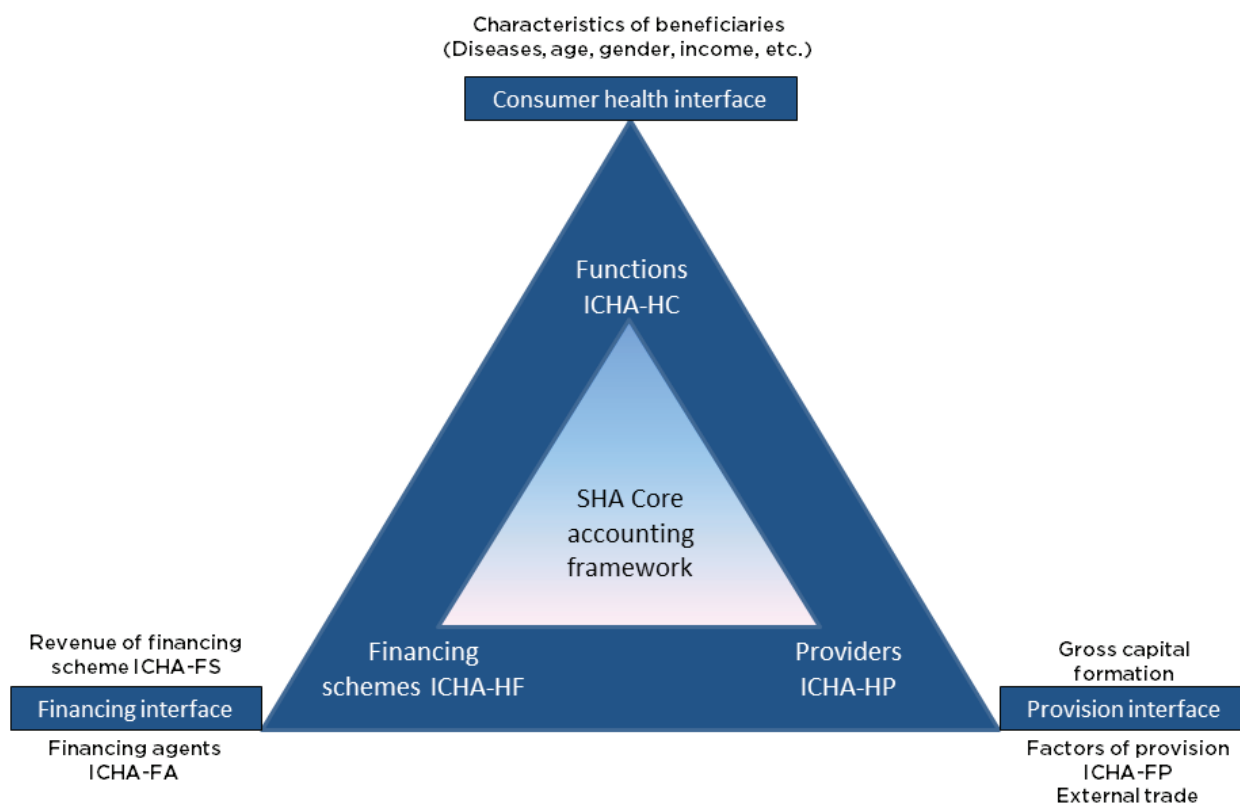 Characteristics of beneficiaries
(Diseases, age, gender, income, etc.)
Consumer health interface
Functions
ICHA-HC
SHA Core
accounting
framework
Financing
schemes ICHA-HF
Providers
ICHA-HP
Revenue of financing
scheme ICHA-FS
Financing interface
Financing agents
ICHA-FA
Gross capital
formation
Provision interface
Factors of provision
ICHA-FP
External trade